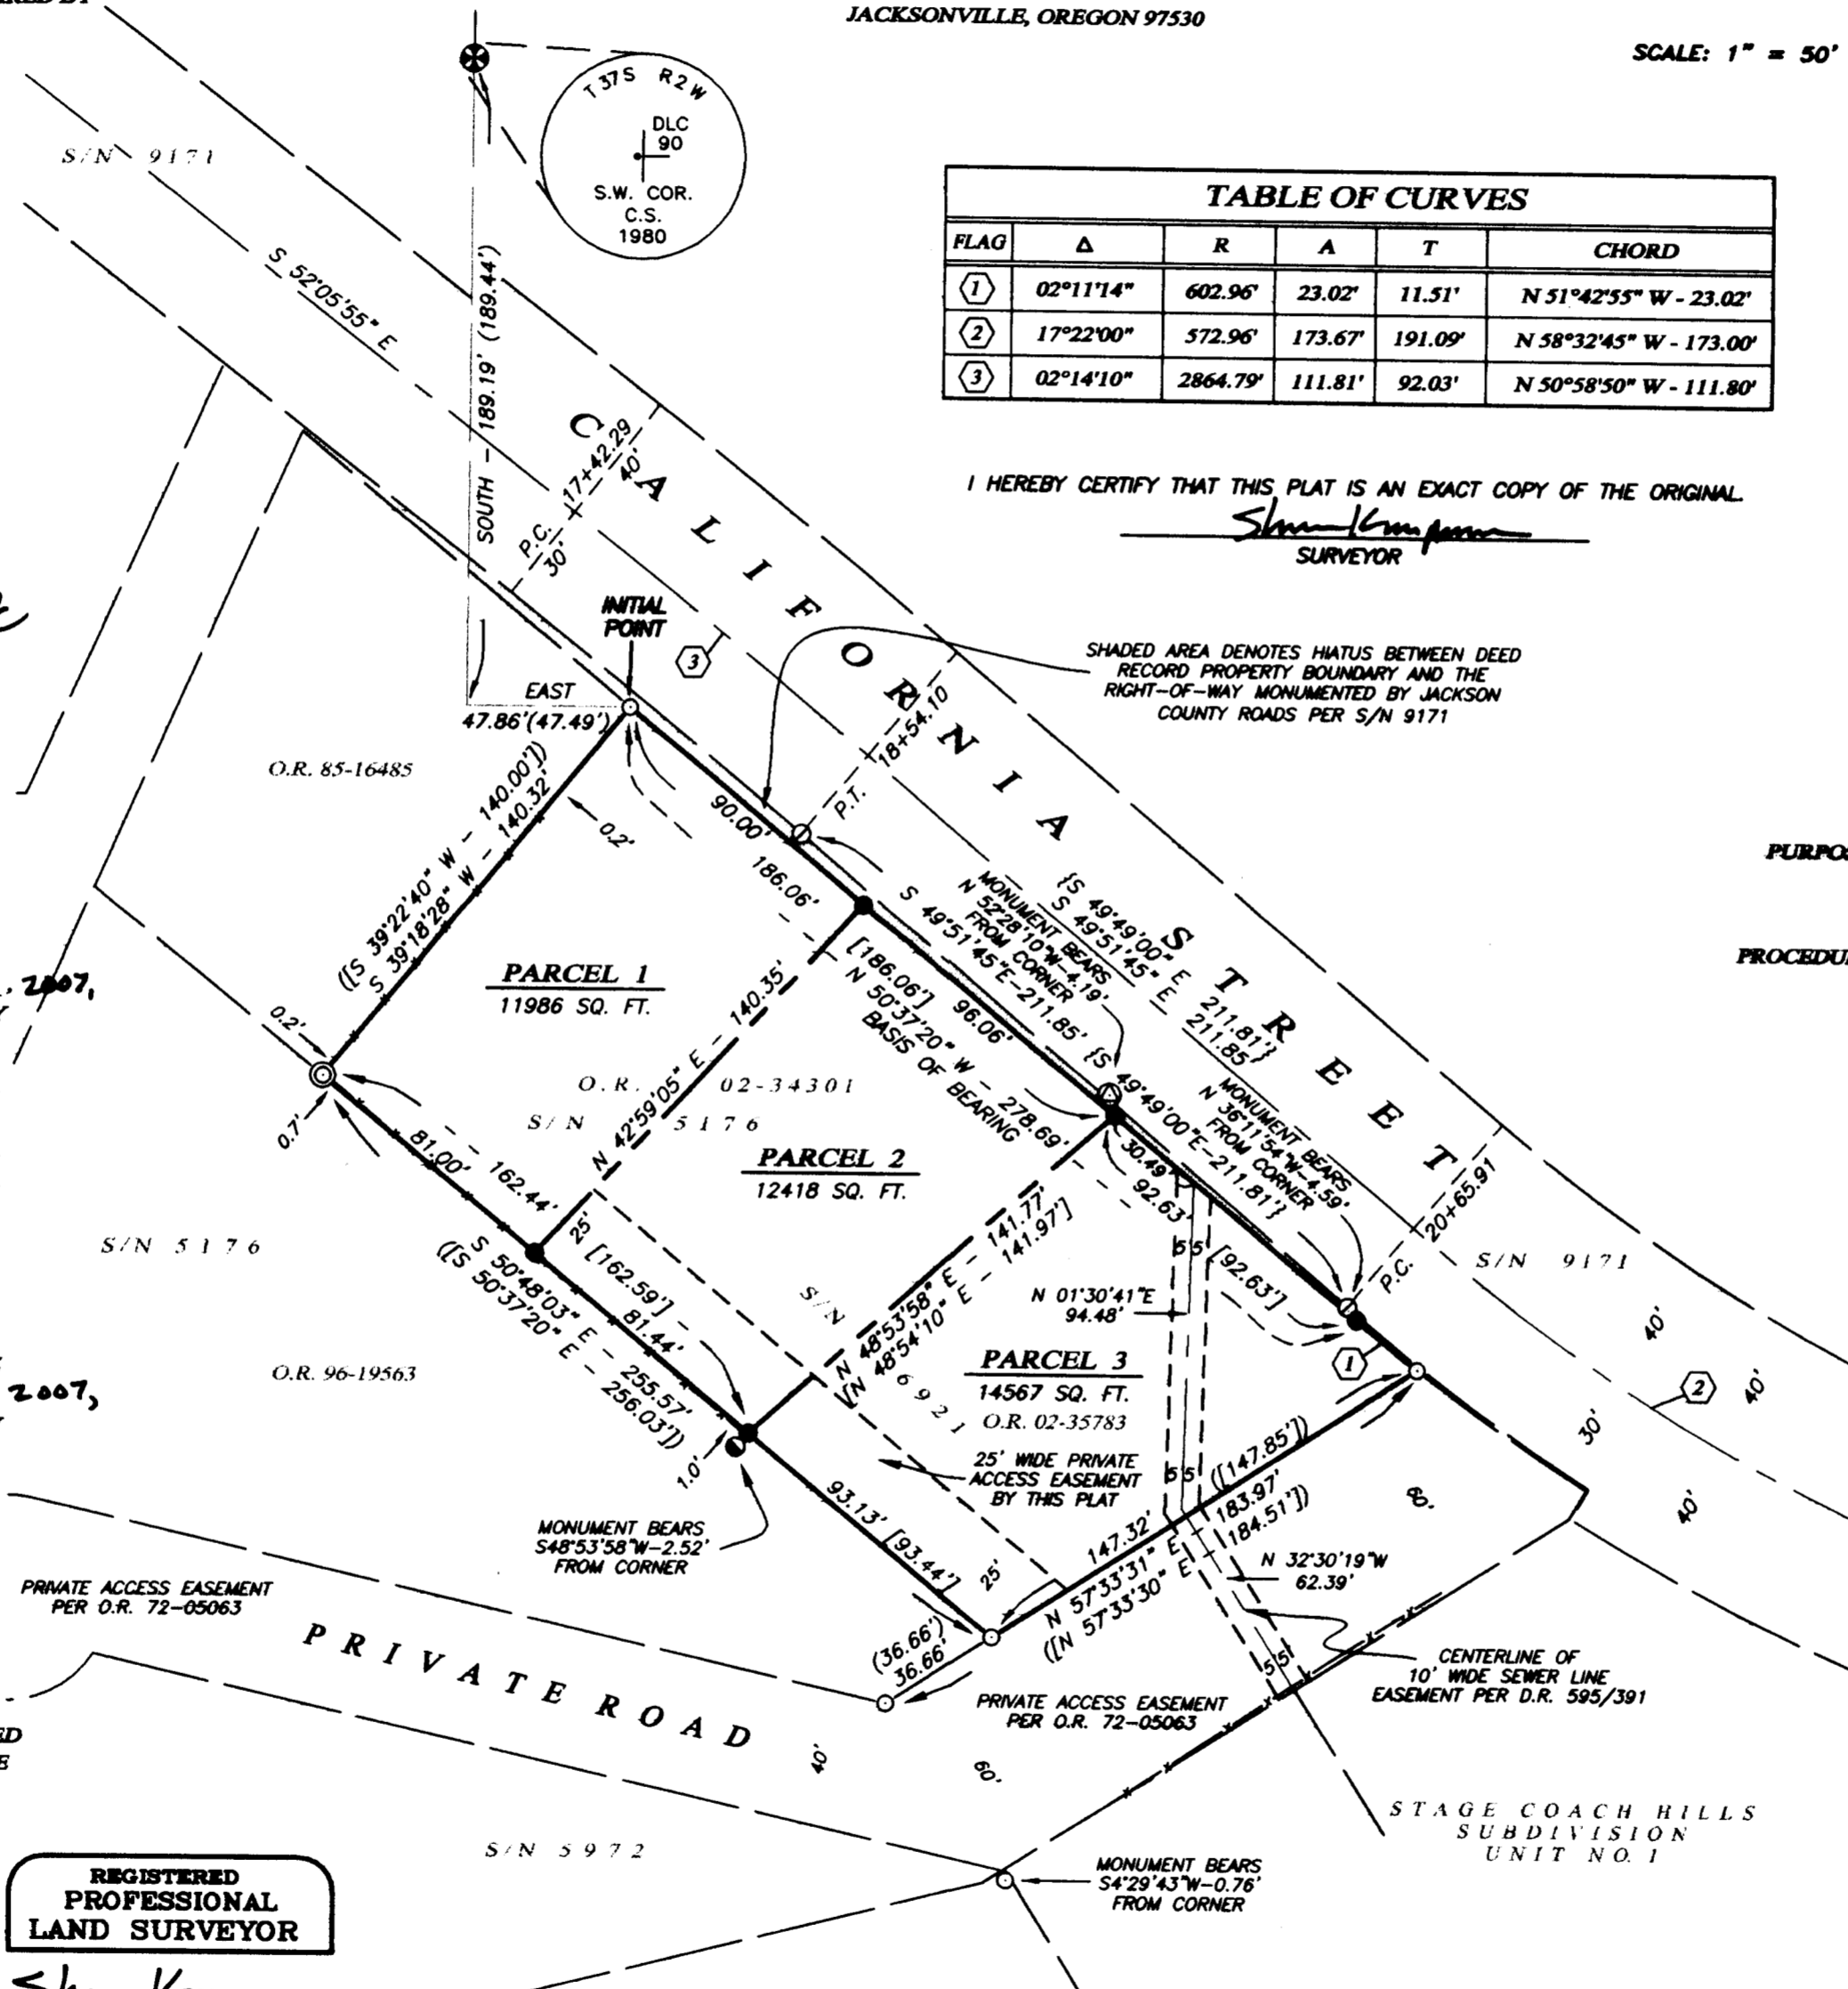 JACKSONVILLE, OREGON 97530
SCALE: 1" = 50'
T 37S R2W
DLC
90
S.W. COR.
C.S.
1980
S/N 9171
S 52°05'55" E
SOUTH - 189.19' (189.44')
TABLE OF CURVES
FLAG Δ R A T CHORD
1 02°11'14" 602.96' 23.02' 11.51' N 51°42'55" W - 23.02'
2 17°22'00" 572.96' 173.67' 191.09' N 58°32'45" W - 173.00'
3 02°14'10" 2864.79' 111.81' 92.03' N 50°58'50" W - 111.80'
I HEREBY CERTIFY THAT THIS PLAT IS AN EXACT COPY OF THE ORIGINAL
SURVEYOR
CALIFORNIA STREET
P.C. 17+42.29
40'
30'
INITIAL
POINT
3
EAST
47.86'(47.49')
SHADED AREA DENOTES HIATUS BETWEEN DEED
RECORD PROPERTY BOUNDARY AND THE
RIGHT-OF-WAY MONUMENTED BY JACKSON
COUNTY ROADS PER S/N 9171
P.T. 18+54.10
O.R. 85-16485
([S 39°22'40" W - 140.00'])
S 39°18'28" W - 140.32'
0.2'
90.00'
186.06'
[186.06']
96.06'
N 50°37'20" W - 278.69'
BASIS OF BEARING
MONUMENT BEARS
N 52°28'10"W-4.19'
FROM CORNER
S 49°51'45"E-211.85' {S 49°49'00"E-211.81'}
{S 49°49'00" E - 211.81'}
S 49°51'45" E - 211.85'
MONUMENT BEARS
N 36°11'54"W-4.59'
FROM CORNER
P.C. 20+65.91
PARCEL 1
11986 SQ. FT.
N 42°59'05" E - 140.35'
O.R. 02-34301
S/N 5176
PARCEL 2
12418 SQ. FT.
2007,
0.2'
0.7'
81.00'
162.44'
25'
[162.59']
S 50°48'03" E - 255.57'
([S 50°37'20" E - 256.03'])
81.44'
S/N 5176
O.R. 96-19563
2007,
30.49'
92.63'
[92.63']
5' 5'
N 48°53'58" E - 141.77'
[N 48°54'10" E - 141.97']
S/N 6921
N 01°30'41"E
94.48'
PARCEL 3
14567 SQ. FT.
O.R. 02-35783
25' WIDE PRIVATE
ACCESS EASEMENT
BY THIS PLAT
5' 5'
1
2
S/N 9171
40'
40'
30'
40'
60'
1.0'
MONUMENT BEARS
S48°53'58"W-2.52'
FROM CORNER
93.13' [93.44']
25'
147.32' ([147.85'])
N 57°33'31" E - 183.97'
([N 57°33'30" E - 184.51'])
N 32°30'19"W
62.39'
(36.66')
36.66'
5' 5'
CENTERLINE OF
10' WIDE SEWER LINE
EASEMENT PER D.R. 595/391
PRIVATE ACCESS EASEMENT
PER O.R. 72-05063
PRIVATE ROAD
PRIVATE ACCESS EASEMENT
PER O.R. 72-05063
40'
60'
STAGE COACH HILLS
SUBDIVISION
UNIT NO. 1
S/N 5972
MONUMENT BEARS
S4°29'43"W-0.76'
FROM CORNER
REGISTERED
PROFESSIONAL
LAND SURVEYOR